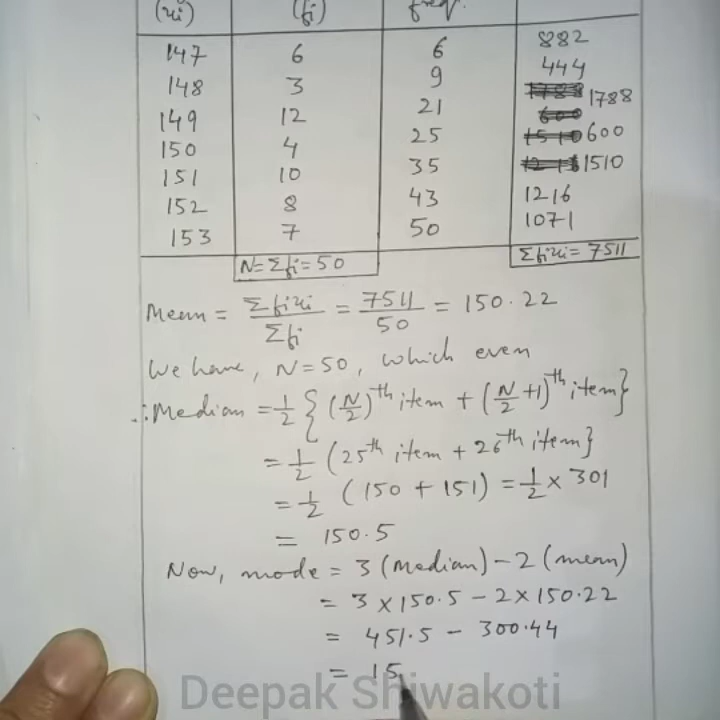 (xi) (fi) freq.
147 6 6 882
148 3 9 444
149 12 21 1788
150 4 25 600
151 10 35 1510
152 8 43 1216
153 7 50 1071
N= Σfi = 50 Σfixi = 7511
Mean = Σfixi / Σfi = 7511 / 50 = 150.22
We have, N=50, which even
∴ Median = 1/2 { (N/2)th item + (N/2 +1)th item}
= 1/2 (25th item + 26th item}
= 1/2 (150 + 151) = 1/2 × 301
= 150.5
Now, mode = 3 (Median) - 2 (mean)
= 3 × 150.5 - 2 × 150.22
= 451.5 - 300.44
= 15
Deepak Shiwakoti